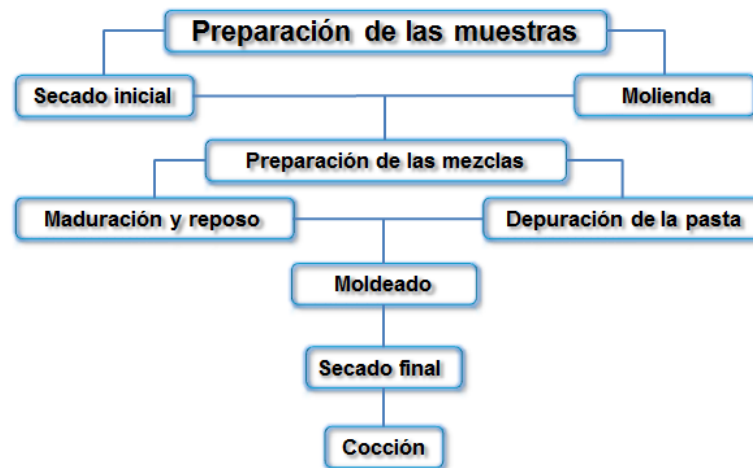 Preparación de las muestras
Secado inicial
Molienda
Preparación de las mezclas
Maduración y reposo
Depuración de la pasta
Moldeado
Secado final
Cocción